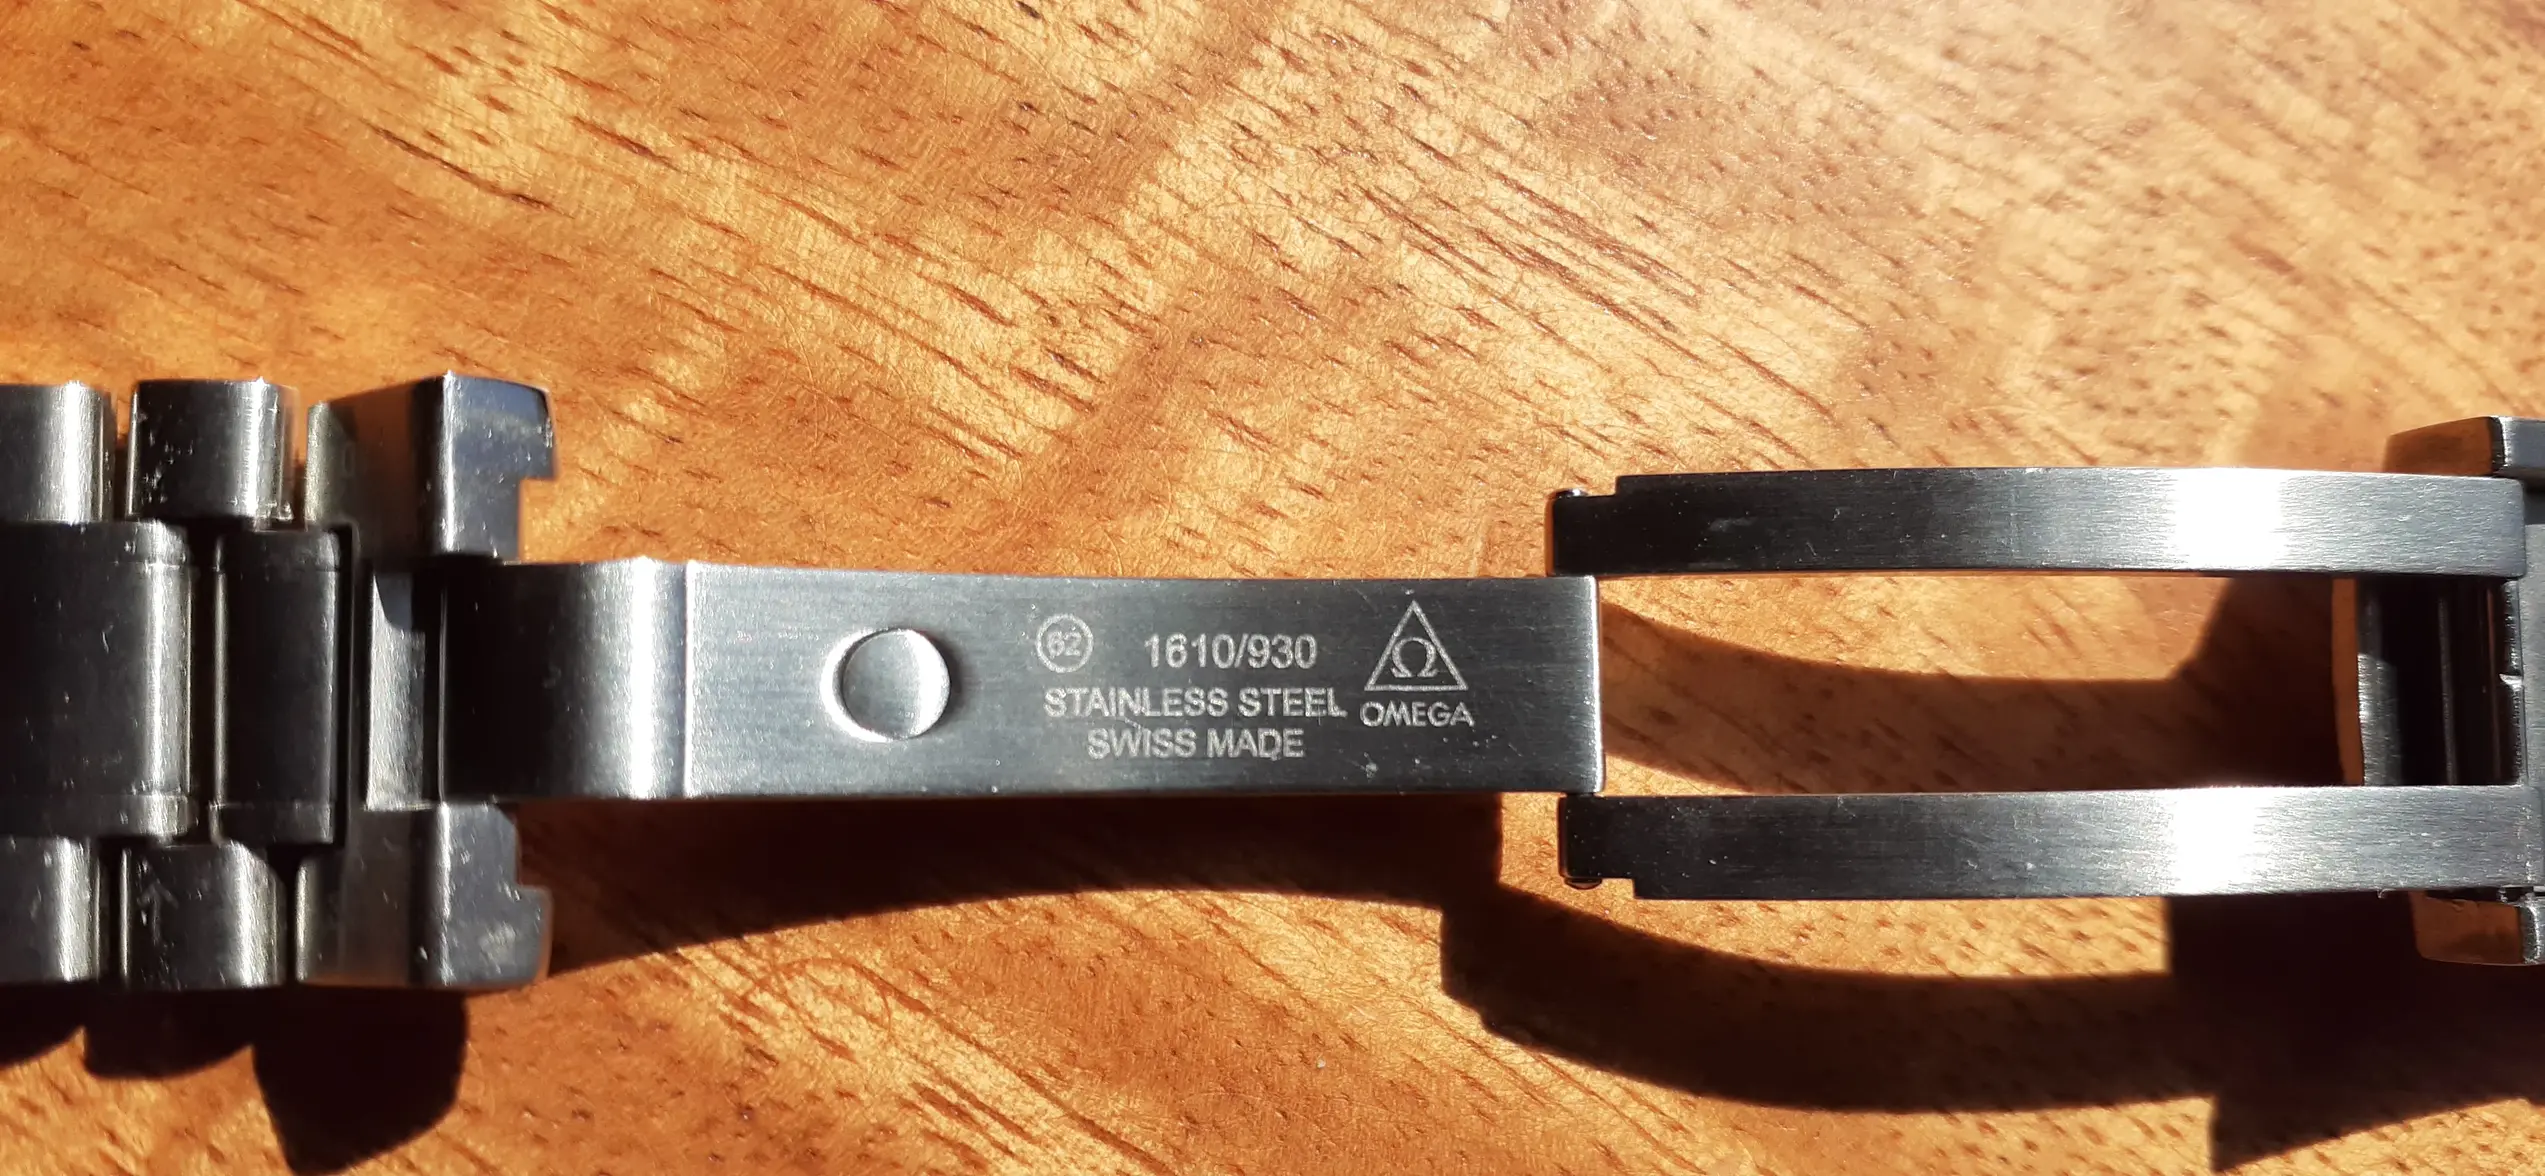 62 1610/930
STAINLESS STEEL
SWISS MADE
Ω
OMEGA